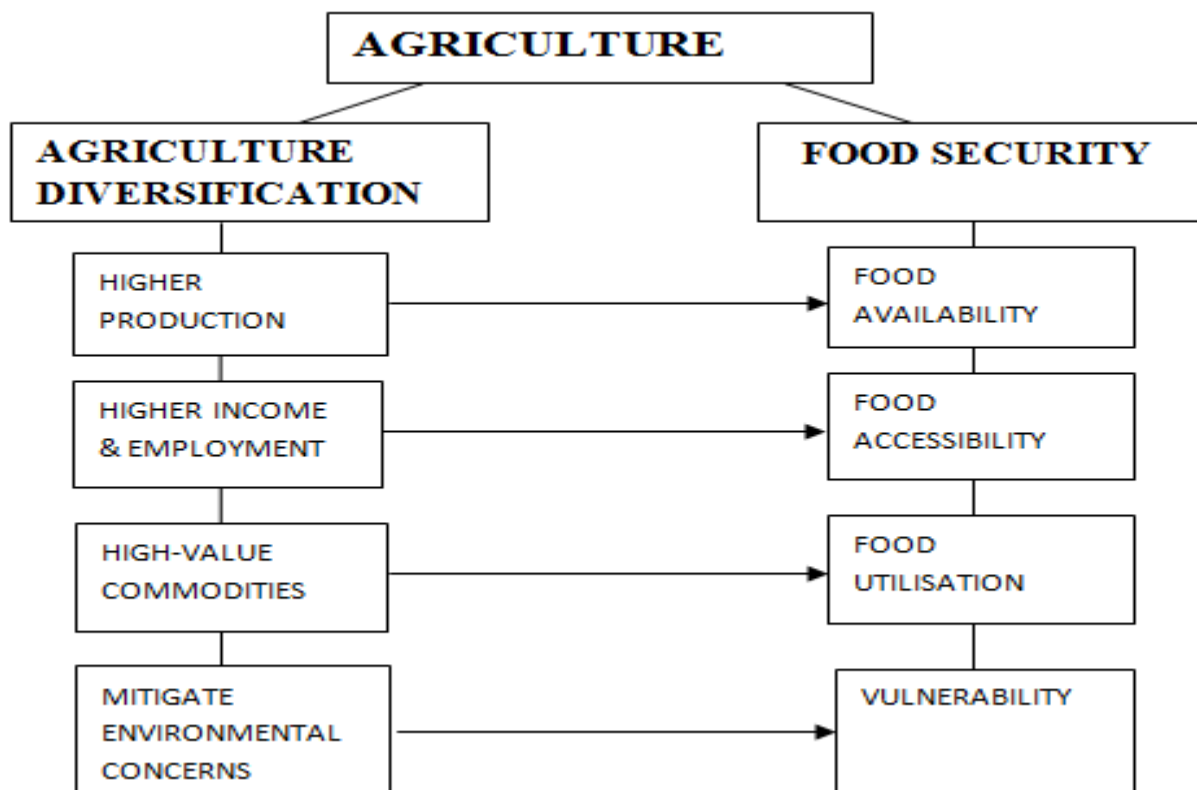 AGRICULTURE
AGRICULTURE
DIVERSIFICATION
FOOD SECURITY
HIGHER
PRODUCTION
FOOD
AVAILABILITY
HIGHER INCOME
& EMPLOYMENT
FOOD
ACCESSIBILITY
HIGH-VALUE
COMMODITIES
FOOD
UTILISATION
MITIGATE
ENVIRONMENTAL
CONCERNS
VULNERABILITY